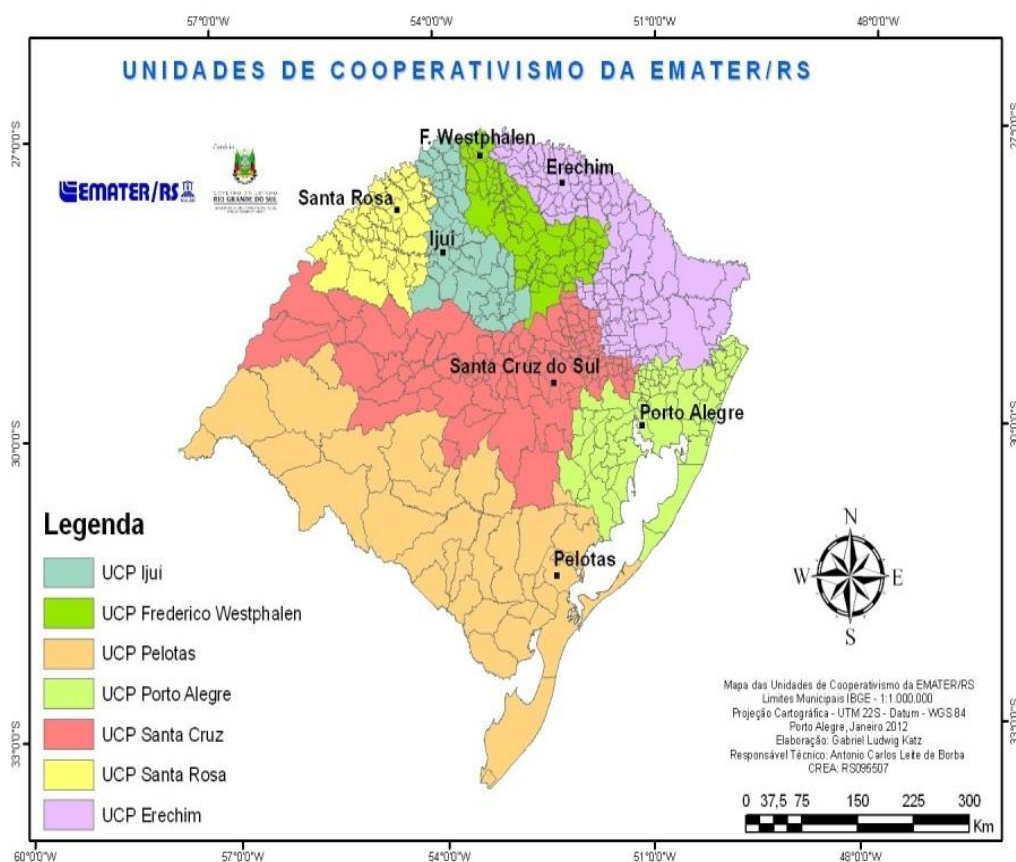 57°0'0"W 54°0'0"W 51°0'0"W 48°0'0"W
UNIDADES DE COOPERATIVISMO DA EMATER/RS
27°0'0"S
27°0'0"S
EMATER/RS
RIO GRANDE DO SUL
F. Westphalen
Erechim
Santa Rosa
Ijuí
Santa Cruz do Sul
Porto Alegre
30°0'0"S
30°0'0"S
Pelotas
Legenda
UCP Ijuí
UCP Frederico Westphalen
UCP Pelotas
UCP Porto Alegre
UCP Santa Cruz
UCP Santa Rosa
UCP Erechim
N
W E
S
33°0'0"S
33°0'0"S
Mapa das Unidades de Cooperativismo da EMATER/RS
Limites Municipais IBGE - 1:1.000.000
Projeção Cartográfica - UTM 22S - Datum - WGS 84
Porto Alegre, Janeiro 2012
Elaboração: Gabriel Ludwig Katz
Responsável Técnico: Antonio Carlos Leite de Borba
CREA: RS095507
0 37,5 75 150 225 300
Km
60°0'0"W 57°0'0"W 54°0'0"W 51°0'0"W 48°0'0"W